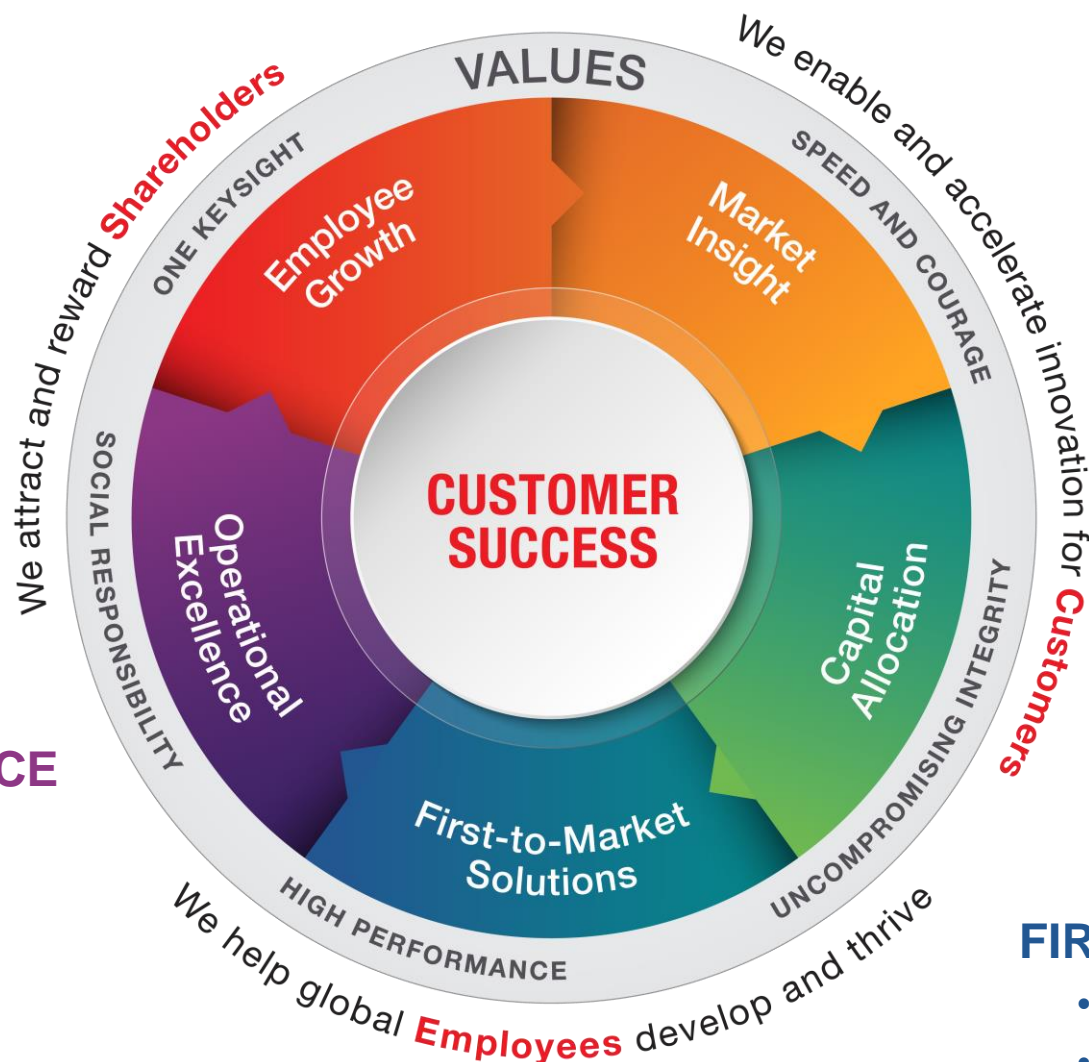 VALUES
We attract and reward Shareholders
We enable and accelerate innovation for Customers
We help global Employees develop and thrive
ONE KEYSIGHT
SPEED AND COURAGE
UNCOMPROMISING INTEGRITY
HIGH PERFORMANCE
SOCIAL RESPONSIBILITY
Employee
Growth
Market
Insight
Capital
Allocation
First-to-Market
Solutions
Operational
Excellence
CUSTOMER
SUCCESS
CE
FIR